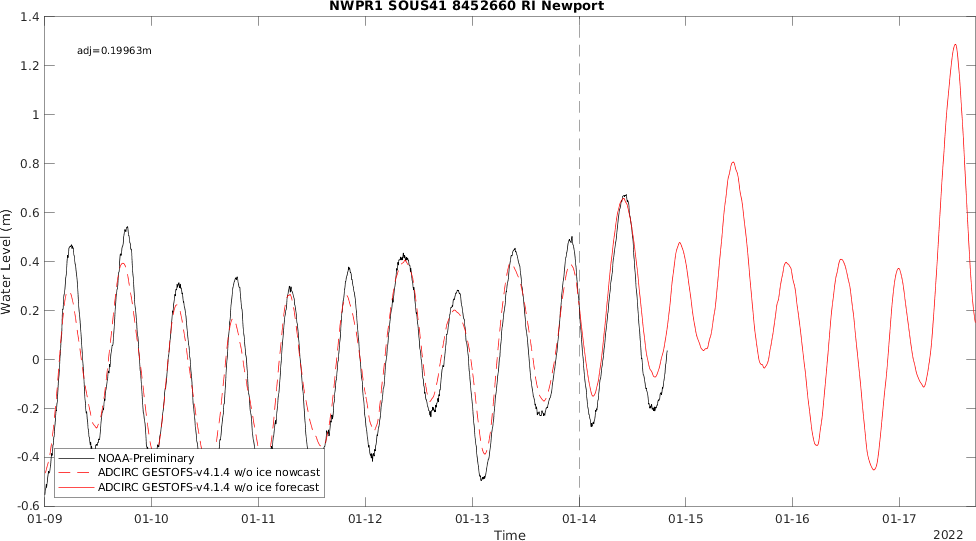 NWPR1 SOUS41 8452660 RI Newport
adj=0.19963m
1.4
1.2
1
0.8
0.6
0.4
0.2
0
-0.2
-0.4
-0.6
Water Level (m)
NOAA-Preliminary
ADCIRC GESTOFS-v4.1.4 w/o ice nowcast
ADCIRC GESTOFS-v4.1.4 w/o ice forecast
01-09 01-10 01-11 01-12 01-13 01-14 01-15 01-16 01-17
Time
2022